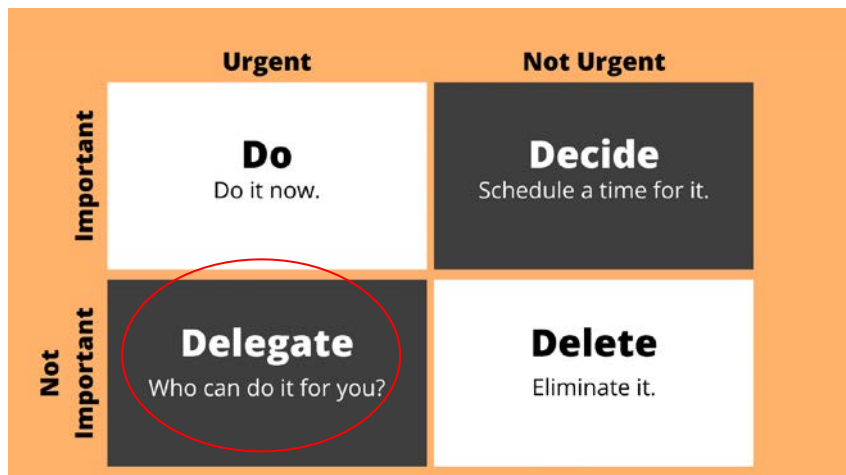 Urgent
Not Urgent
Important
Do
Do it now.
Decide
Schedule a time for it.
Not
Important
Delegate
Who can do it for you?
Delete
Eliminate it.